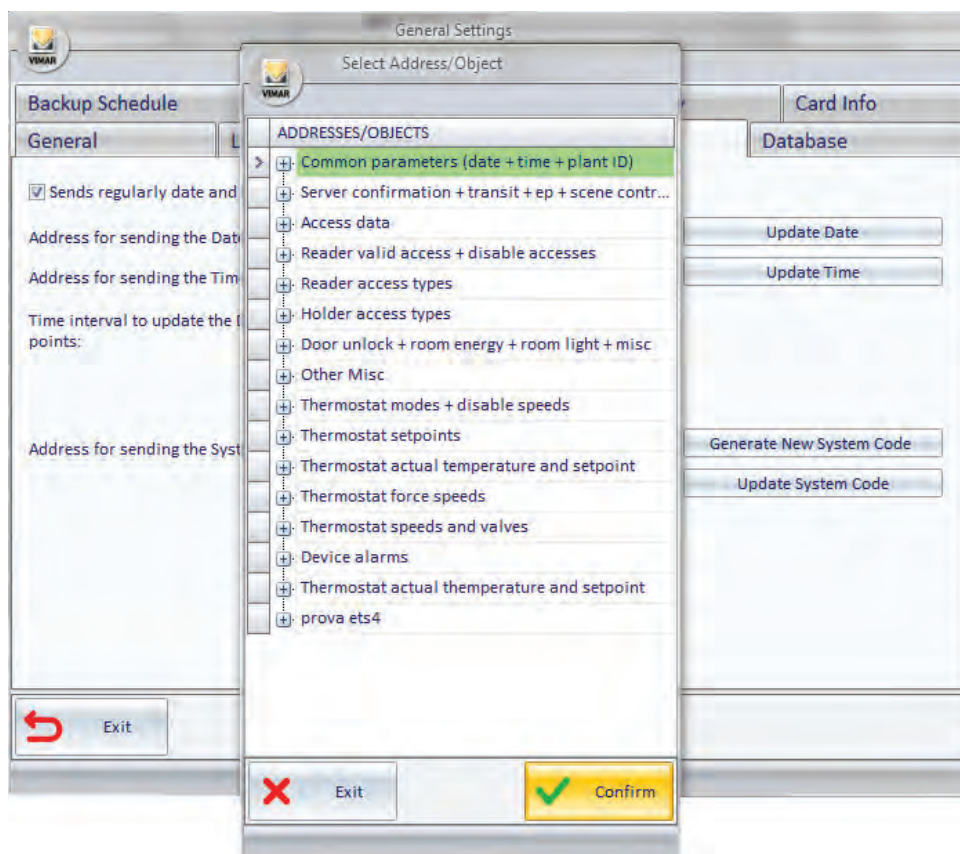 General Settings
VIMAR
Select Address/Object
VIMAR
Backup Schedule
Card Info
General
L
Database
ADDRESSES/OBJECTS
Common parameters (date + time + plant ID)
Sends regularly date and
Server confirmation + transit + ep + scene contr...
Access data
Address for sending the Date
Update Date
Reader valid access + disable accesses
Address for sending the Tim
Update Time
Reader access types
Holder access types
Time interval to update the D
points:
Door unlock + room energy + room light + misc
Other Misc
Thermostat modes + disable speeds
Thermostat setpoints
Address for sending the Syst
Generate New System Code
Thermostat actual temperature and setpoint
Update System Code
Thermostat force speeds
Thermostat speeds and valves
Device alarms
Thermostat actual themperature and setpoint
prova ets4
Exit
Exit
Confirm